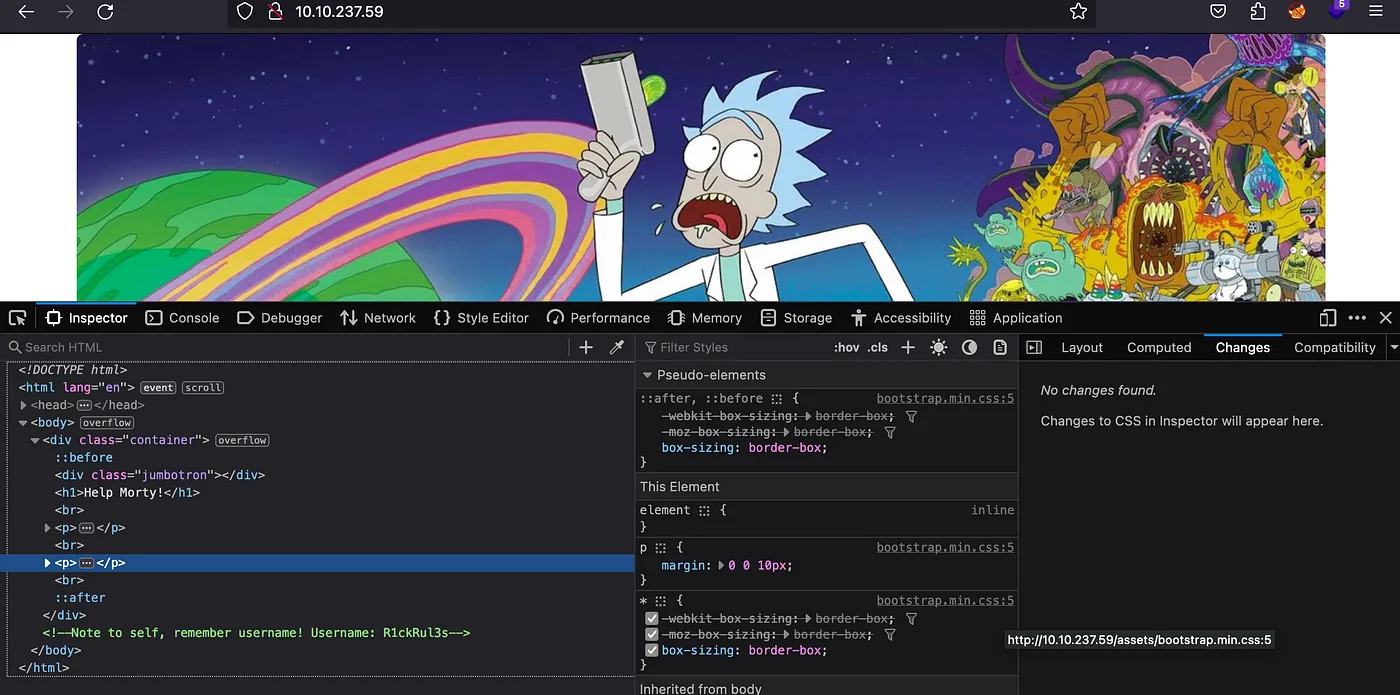 10.10.237.59
5
Inspector Console Debugger Network Style Editor Performance Memory Storage Accessibility Application
Search HTML
<!DOCTYPE html>
<html lang="en"> event scroll
<head> </head>
<body> overflow
<div class="container"> overflow
::before
<div class="jumbotron"></div>
<h1>Help Morty!</h1>
<br>
<p> </p>
<br>
<p> </p>
<br>
::after
</div>
<!--Note to self, remember username! Username: R1ckRul3s-->
</body>
</html>
Filter Styles :hov .cls
Pseudo-elements
::after, ::before { bootstrap.min.css:5
-webkit-box-sizing: border-box;
-moz-box-sizing: border-box;
box-sizing: border-box;
}
This Element
element { inline
}
p { bootstrap.min.css:5
margin: 0 0 10px;
}
* { bootstrap.min.css:5
-webkit-box-sizing: border-box;
-moz-box-sizing: border-box;
box-sizing: border-box;
}
Inherited from body
Layout Computed Changes Compatibility
No changes found.
Changes to CSS in Inspector will appear here.
http://10.10.237.59/assets/bootstrap.min.css:5